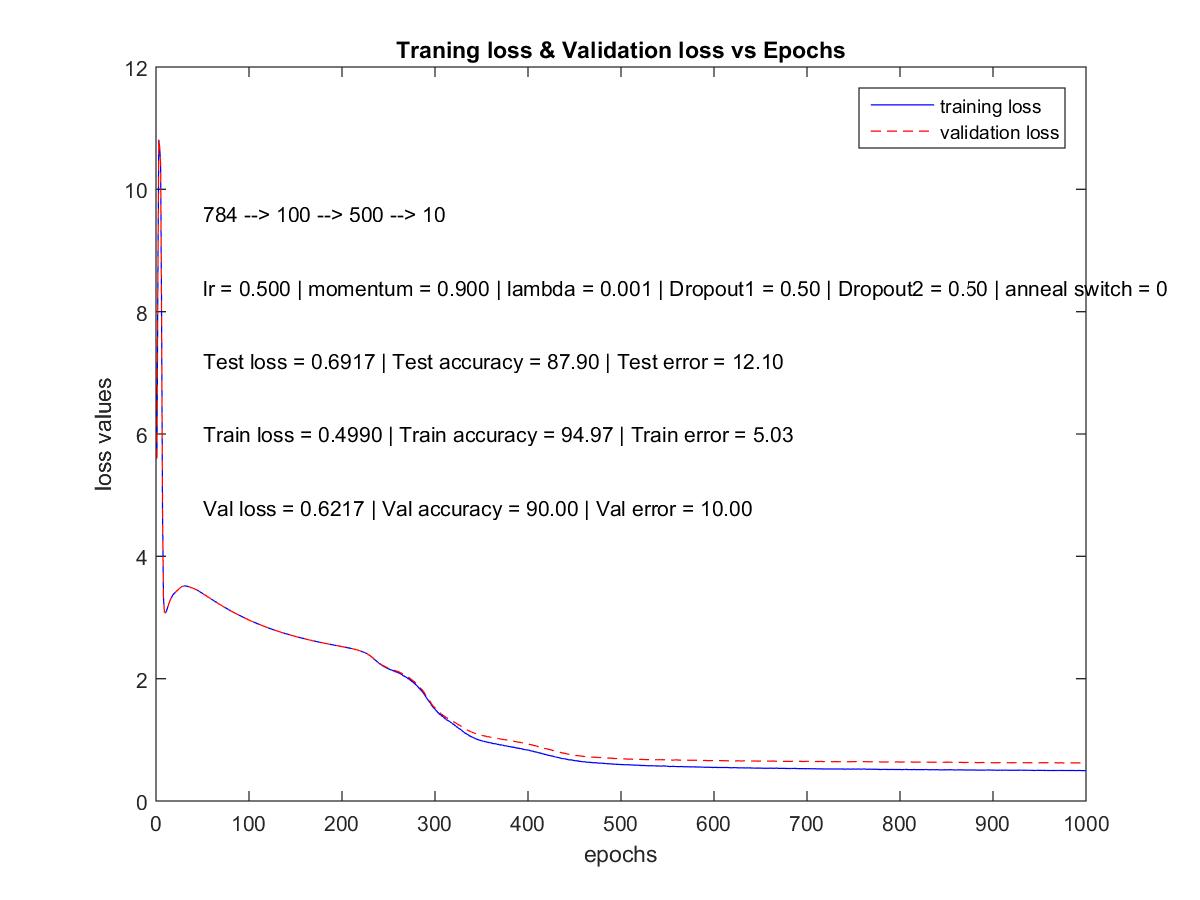 Traning loss & Validation loss vs Epochs
12
training loss
validation loss
10
784 --> 100 --> 500 --> 10
lr = 0.500 | momentum = 0.900 | lambda = 0.001 | Dropout1 = 0.50 | Dropout2 = 0.50 | anneal switch = 0
8
Test loss = 0.6917 | Test accuracy = 87.90 | Test error = 12.10
loss values
6
Train loss = 0.4990 | Train accuracy = 94.97 | Train error = 5.03
Val loss = 0.6217 | Val accuracy = 90.00 | Val error = 10.00
4
2
0
0 100 200 300 400 500 600 700 800 900 1000
epochs